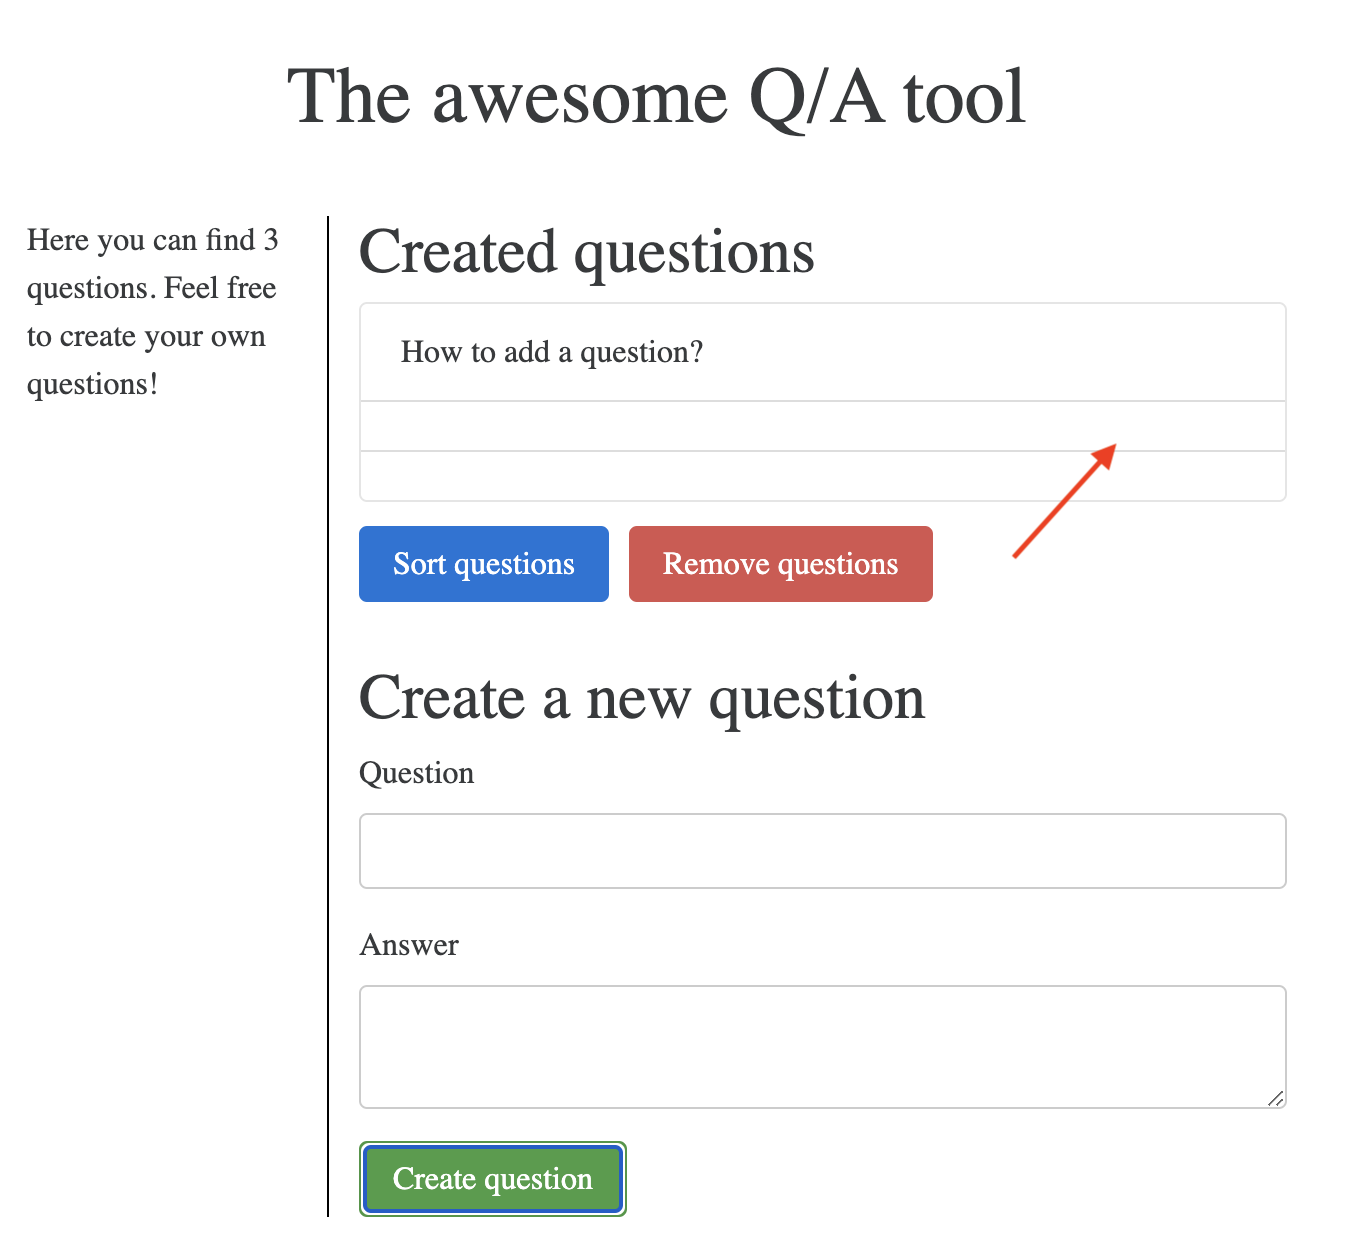 The awesome Q/A tool
Here you can find 3
questions. Feel free
to create your own
questions!
Created questions
How to add a question?
Sort questions
Remove questions
Create a new question
Question
Answer
Create question